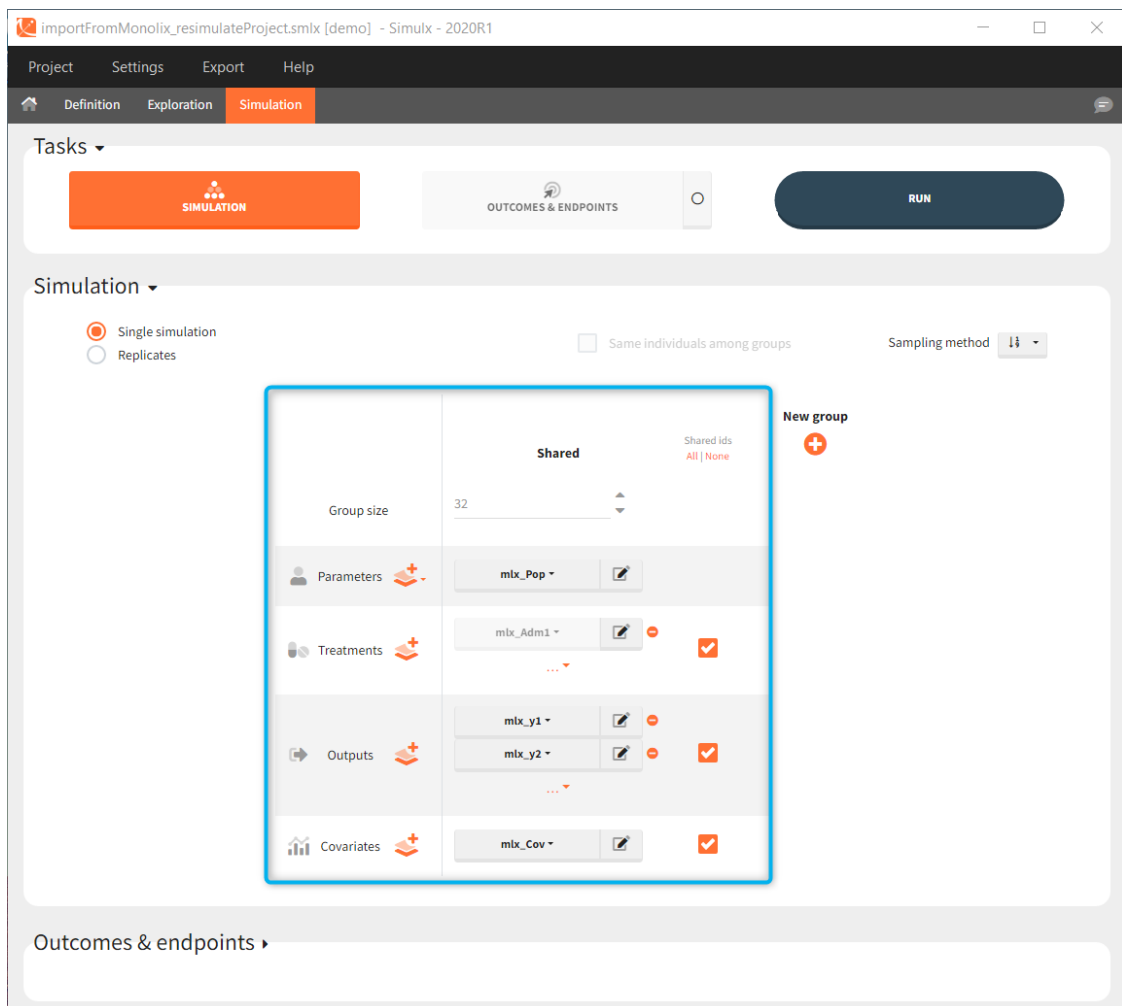 importFromMonolix_resimulateProject.smlx [demo] - Simulx - 2020R1
Project Settings Export Help
Definition Exploration Simulation
Tasks
SIMULATION
OUTCOMES & ENDPOINTS
RUN
Simulation
Single simulation
Replicates
Same individuals among groups
Sampling method
New group
Shared
Shared ids
All | None
Group size
32
Parameters
mlx_Pop
Treatments
mlx_Adm1
...
Outputs
mlx_y1
mlx_y2
...
Covariates
mlx_Cov
Outcomes & endpoints